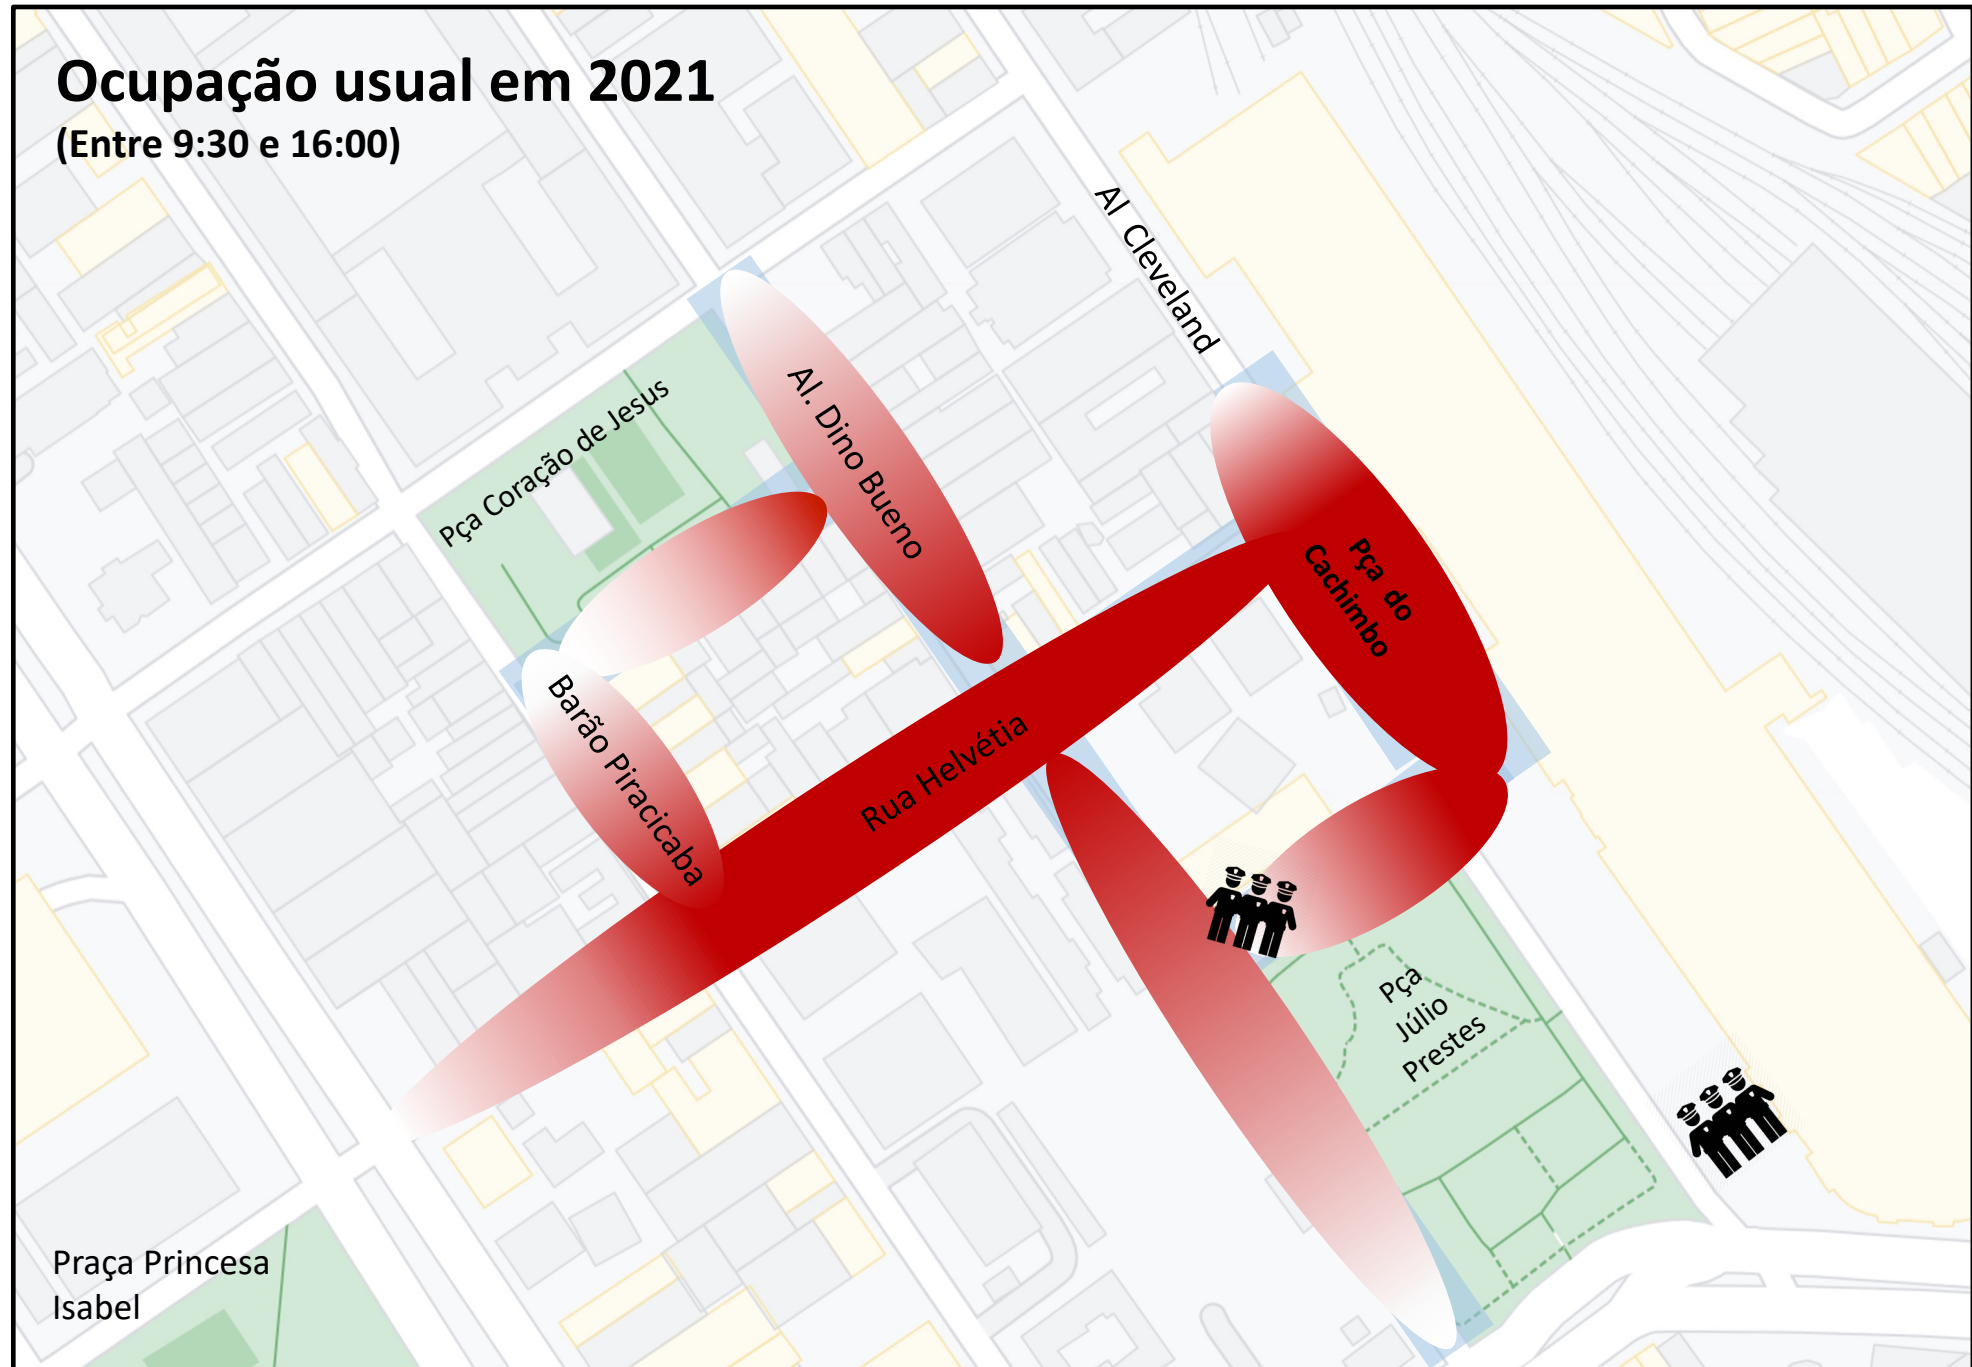 Ocupação usual em 2021
(Entre 9:30 e 16:00)
Al Cleveland
Pça Coração de Jesus
Al. Dino Bueno
Pça do
Cachimbo
Barão Piracicaba
Rua Helvétia
Pça
Júlio
Prestes
Praça Princesa
Isabel